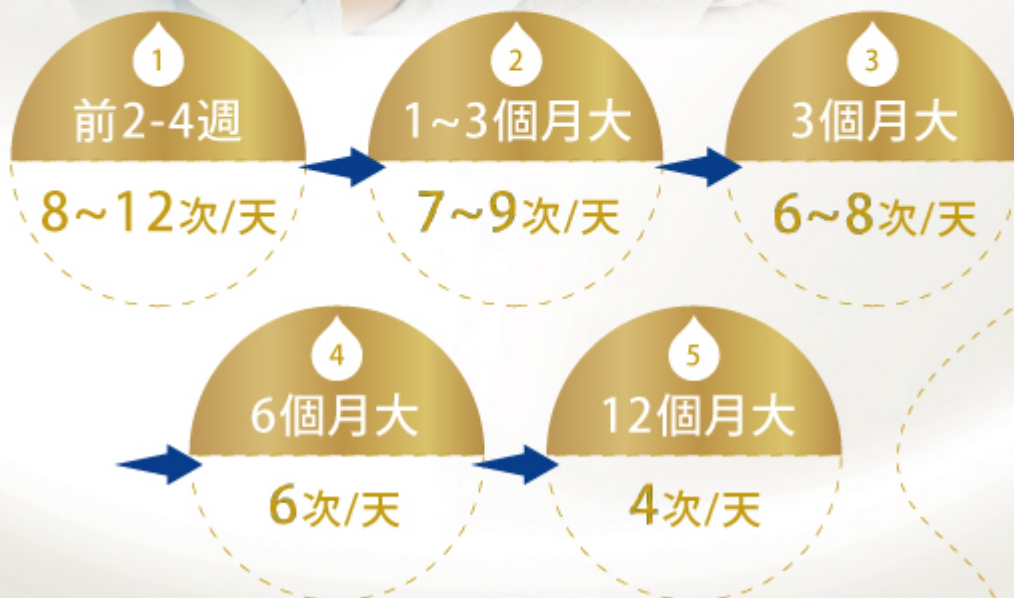 1
前2-4週
8~12次/天
2
1~3個月大
7~9次/天
3
3個月大
6~8次/天
4
6個月大
6次/天
5
12個月大
4次/天